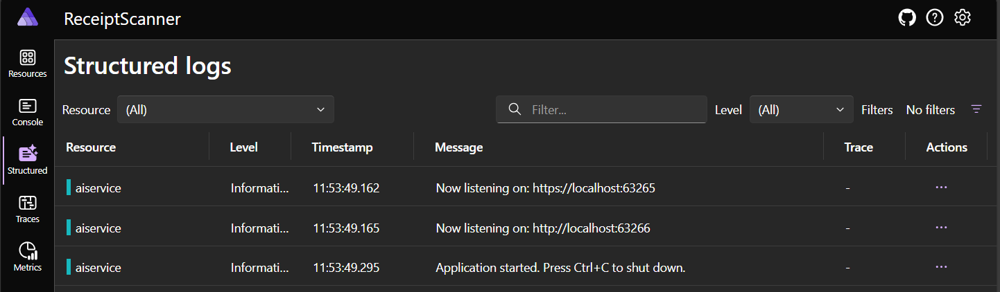 ReceiptScanner
Resources
Console
Structured
Traces
Metrics
Structured logs
Resource (All) Filter... Level (All) Filters No filters
Resource Level Timestamp Message Trace Actions
aiservice Informati... 11:53:49.162 Now listening on: https://localhost:63265 - ...
aiservice Informati... 11:53:49.165 Now listening on: http://localhost:63266 - ...
aiservice Informati... 11:53:49.295 Application started. Press Ctrl+C to shut down. - ...